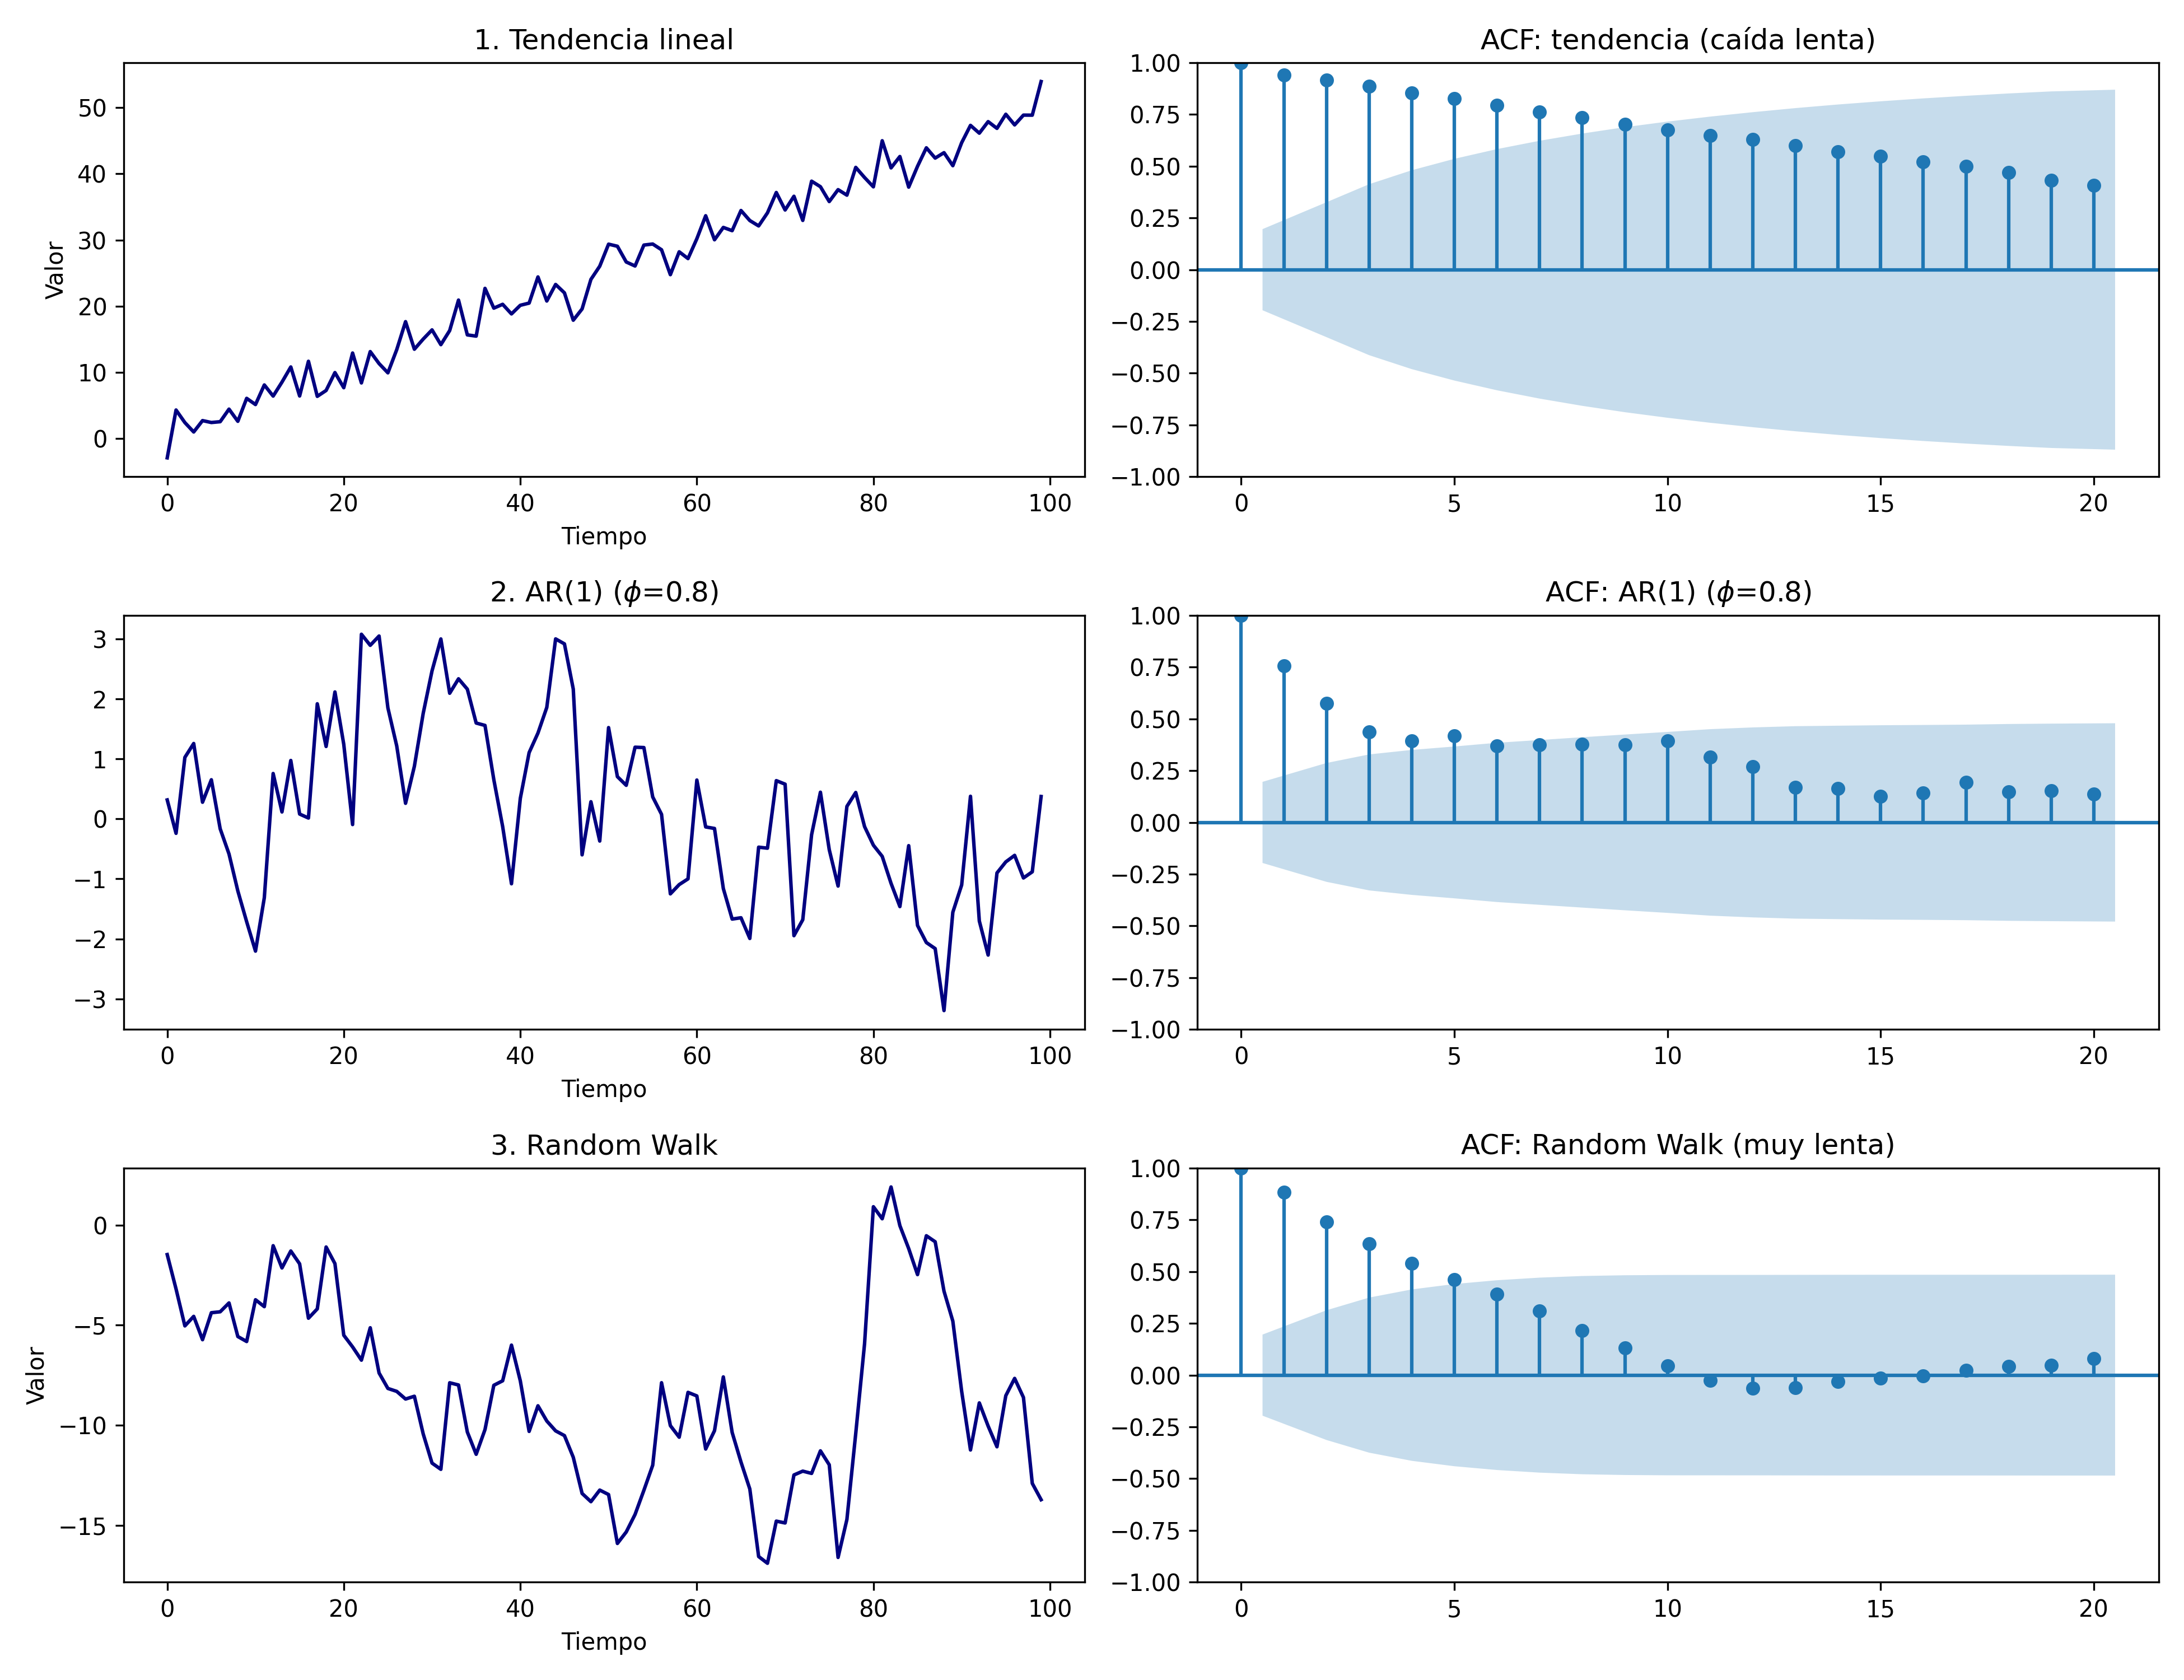 1. Tendencia lineal
ACF: tendencia (caída lenta)
Valor
50
40
30
20
10
0
0 20 40 60 80 100
Tiempo
1.00
0.75
0.50
0.25
0.00
−0.25
−0.50
−0.75
−1.00
0 5 10 15 20
2. AR(1) (ϕ=0.8)
ACF: AR(1) (ϕ=0.8)
3
2
1
0
−1
−2
−3
0 20 40 60 80 100
Tiempo
1.00
0.75
0.50
0.25
0.00
−0.25
−0.50
−0.75
−1.00
0 5 10 15 20
3. Random Walk
ACF: Random Walk (muy lenta)
Valor
0
−5
−10
−15
0 20 40 60 80 100
Tiempo
1.00
0.75
0.50
0.25
0.00
−0.25
−0.50
−0.75
−1.00
0 5 10 15 20